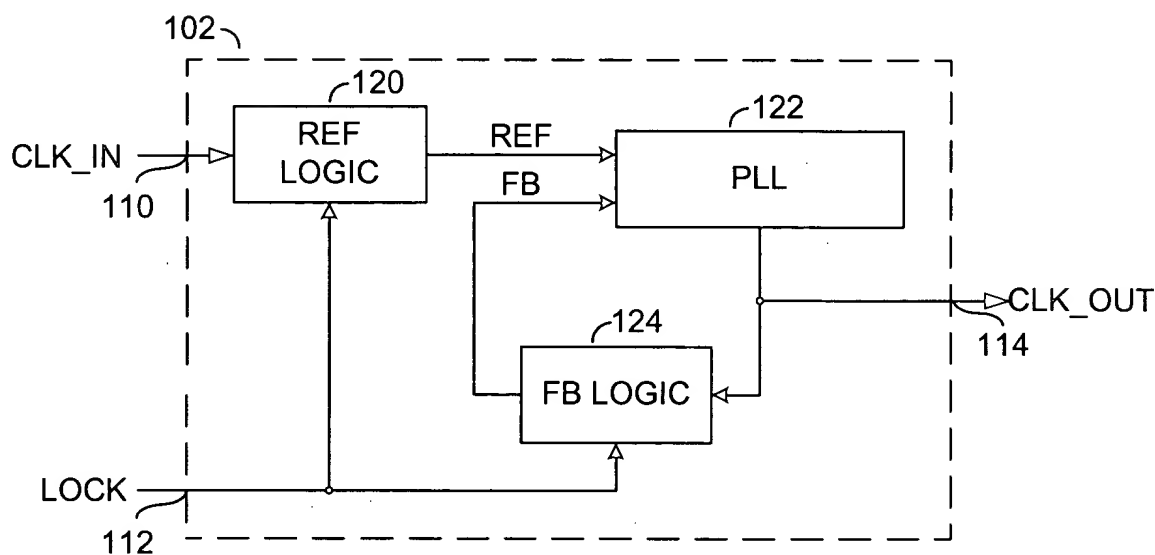 102
120
122
REF
LOGIC
REF
PLL
CLK_IN
FB
110
CLK_OUT
124
114
FB LOGIC
LOCK
112